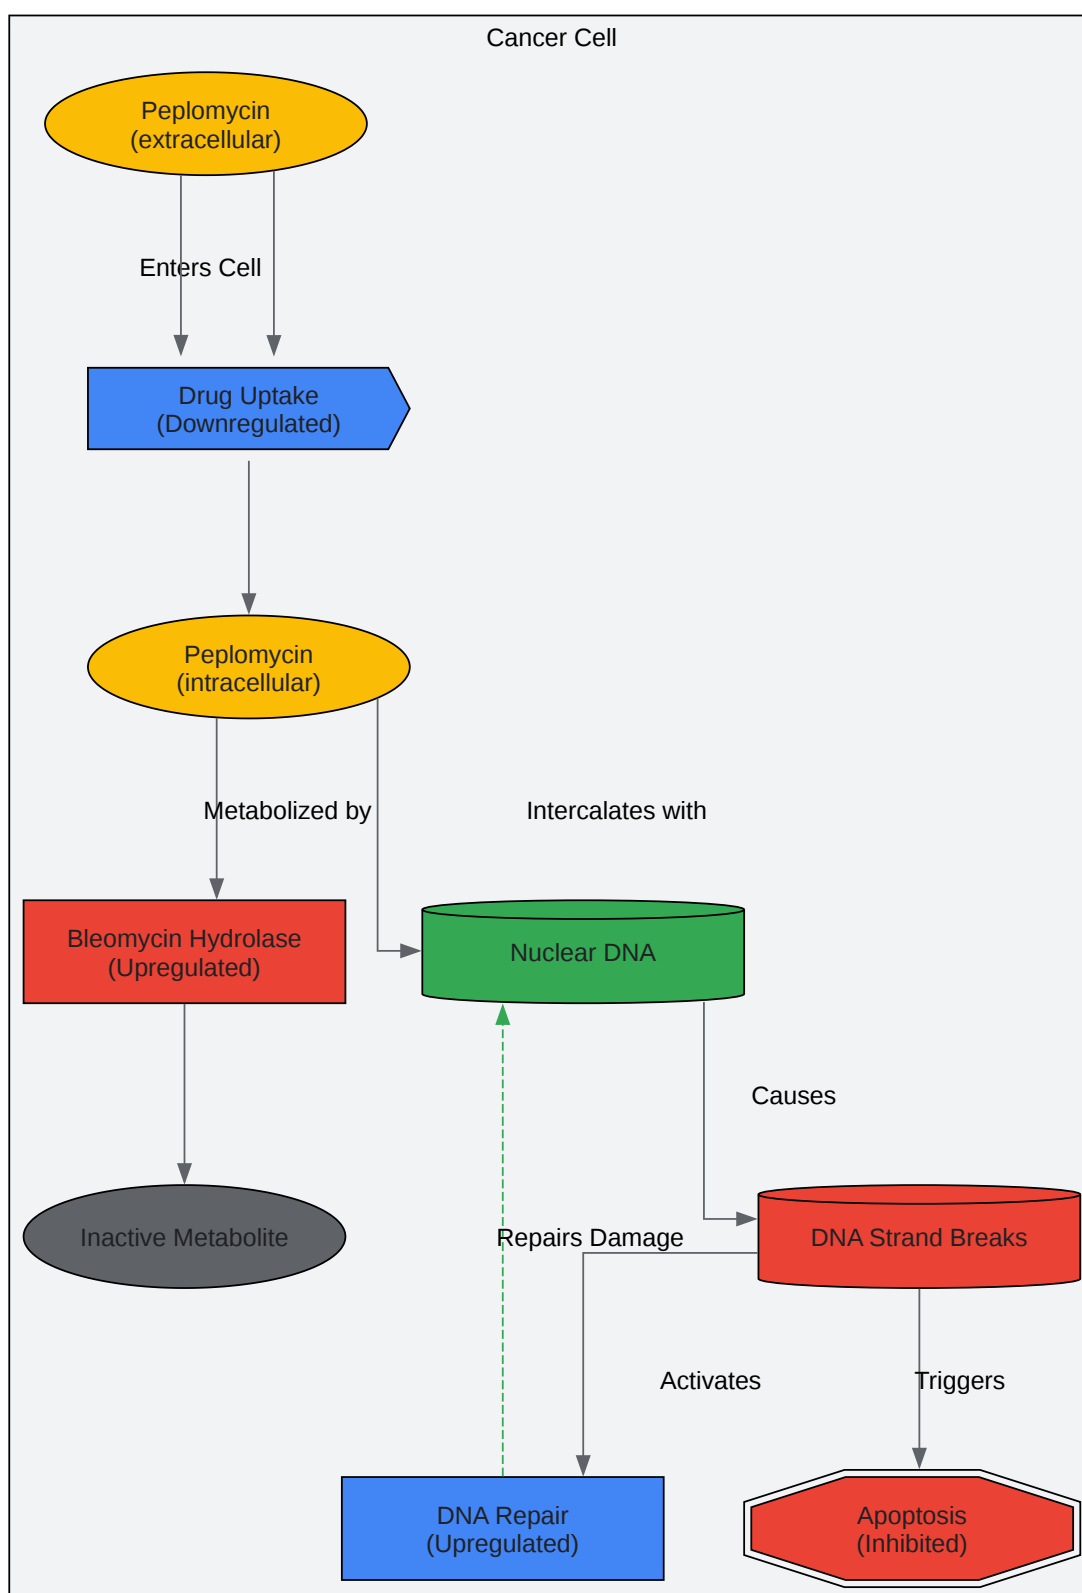 Cancer Cell
Peplomycin
(extracellular)
Enters Cell
Drug Uptake
(Downregulated)
Peplomycin
(intracellular)
Metabolized by
Intercalates with
Bleomycin Hydrolase
(Upregulated)
Nuclear DNA
Causes
Inactive Metabolite
Repairs Damage
DNA Strand Breaks
Activates
Triggers
DNA Repair
(Upregulated)
Apoptosis
(Inhibited)